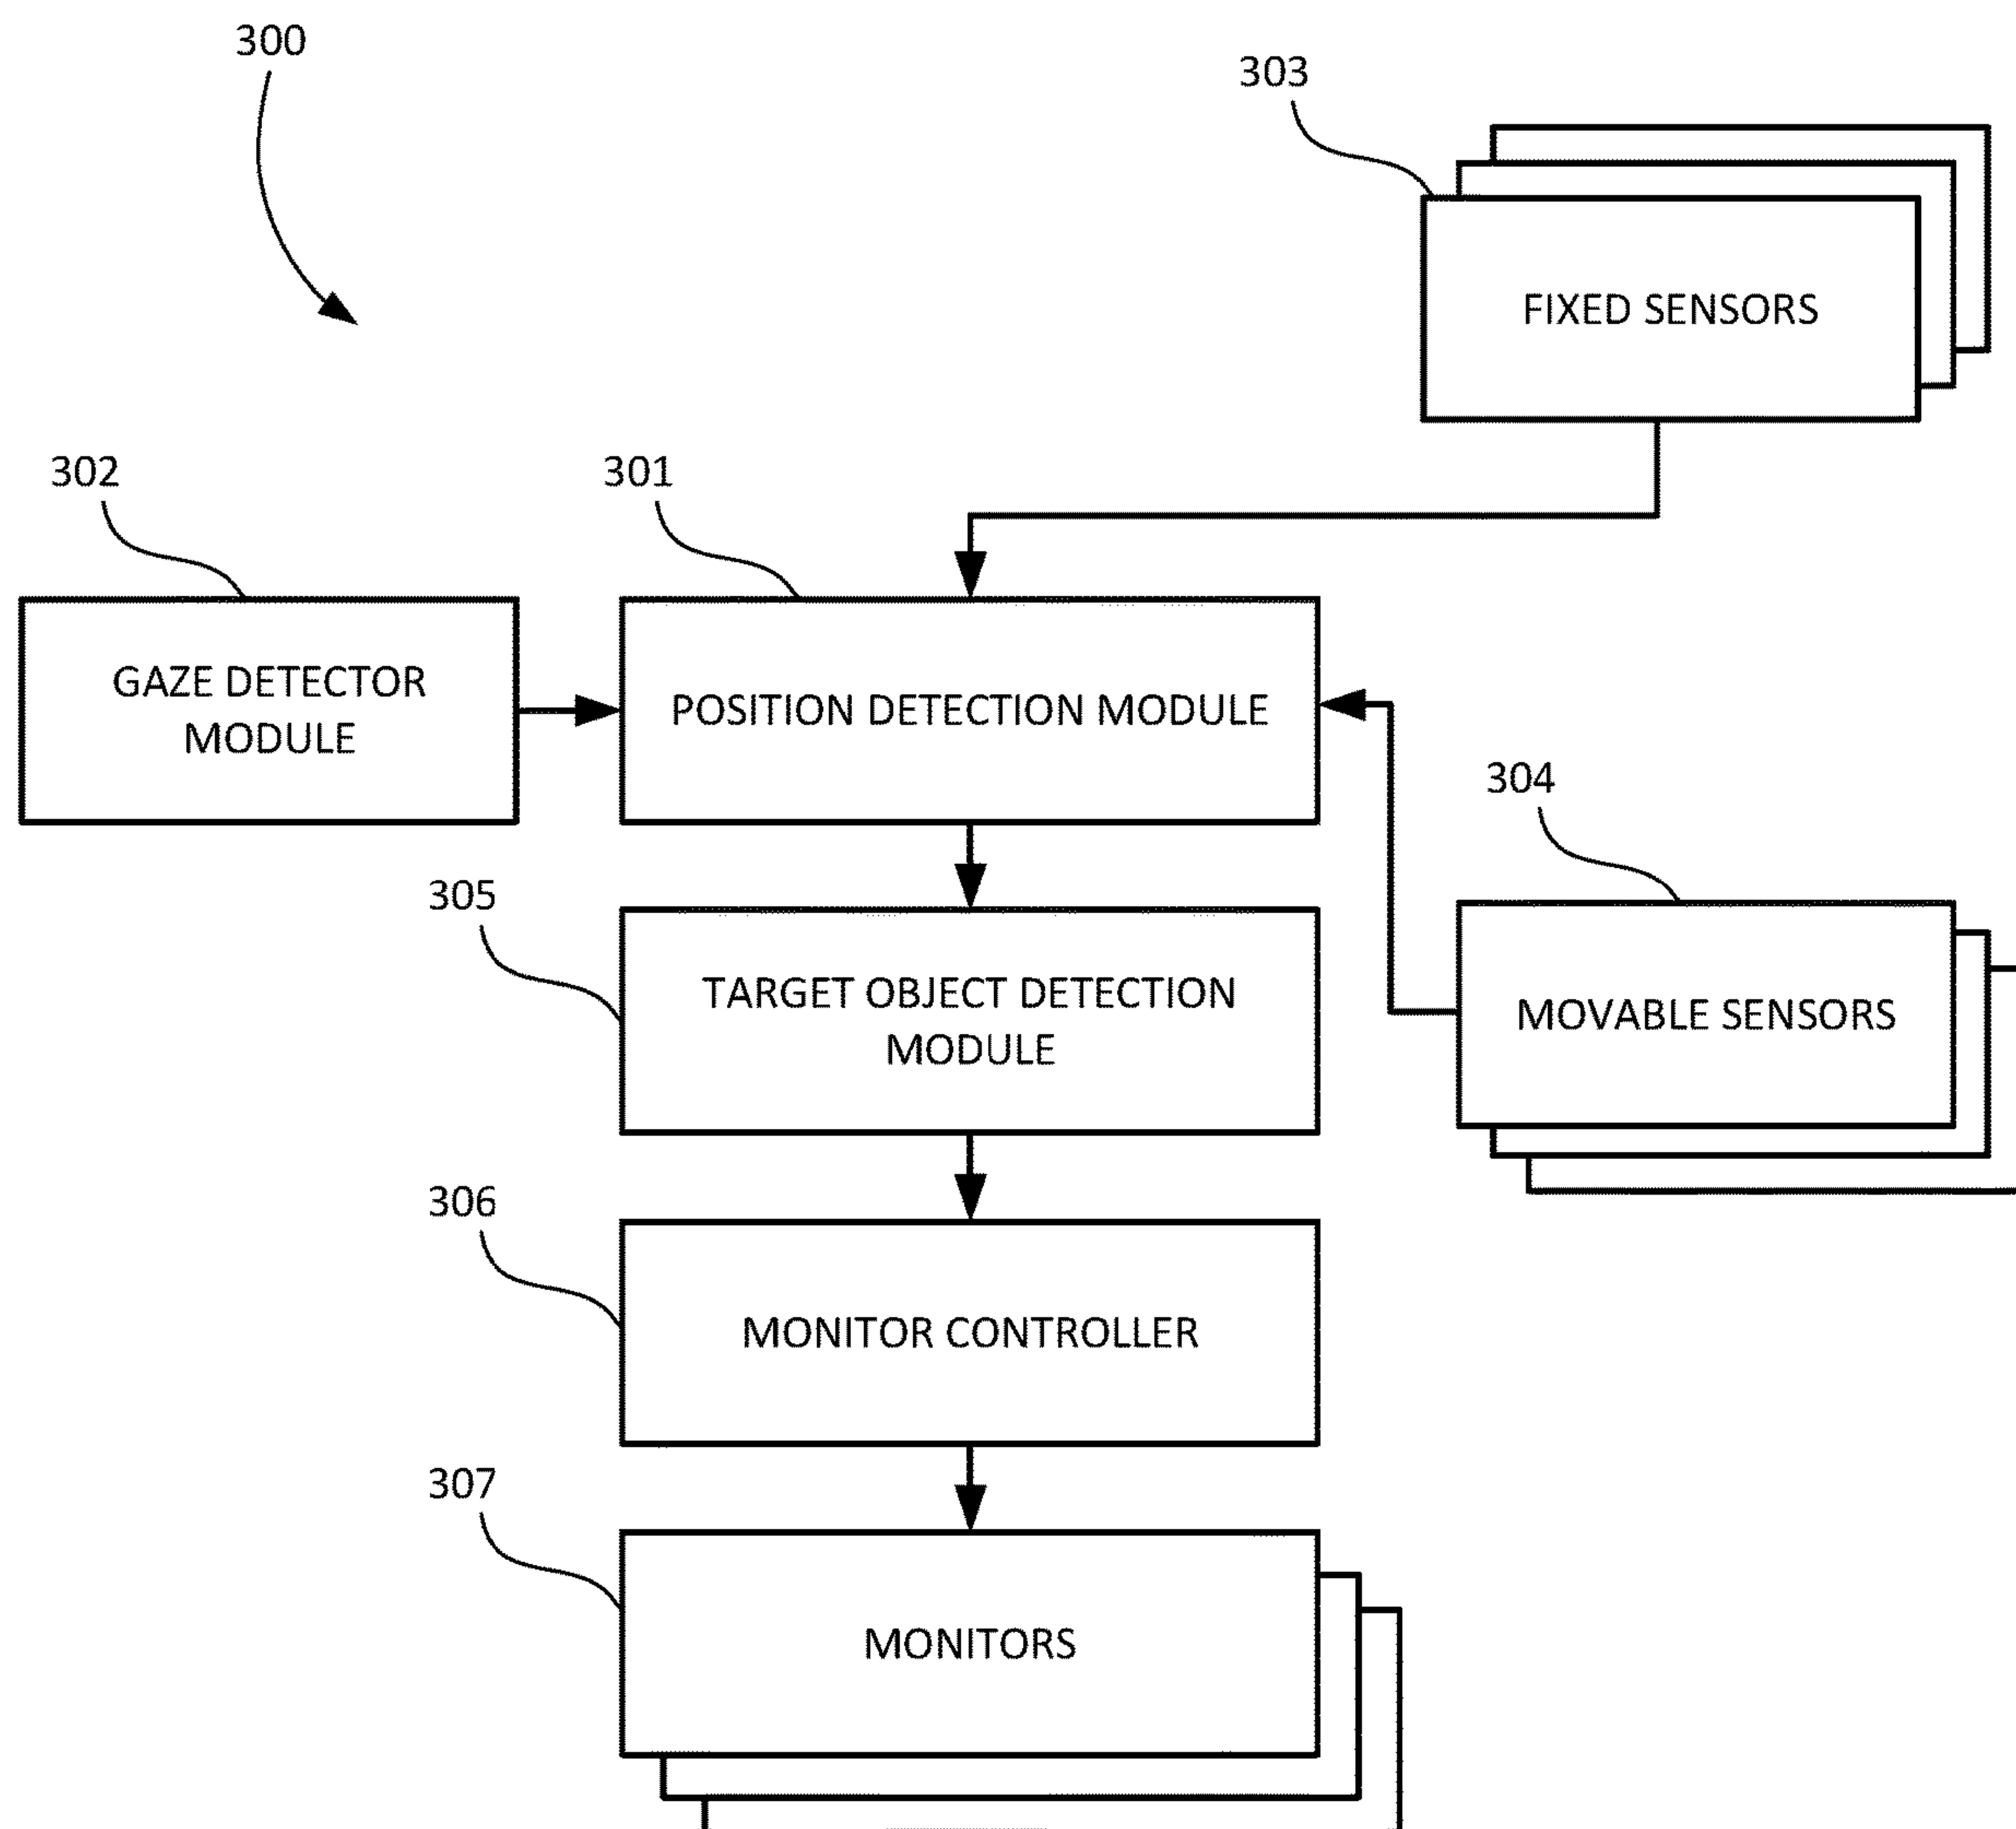 300
303
FIXED SENSORS
302
301
GAZE DETECTOR
MODULE
POSITION DETECTION MODULE
304
305
TARGET OBJECT DETECTION
MODULE
MOVABLE SENSORS
306
MONITOR CONTROLLER
307
MONITORS